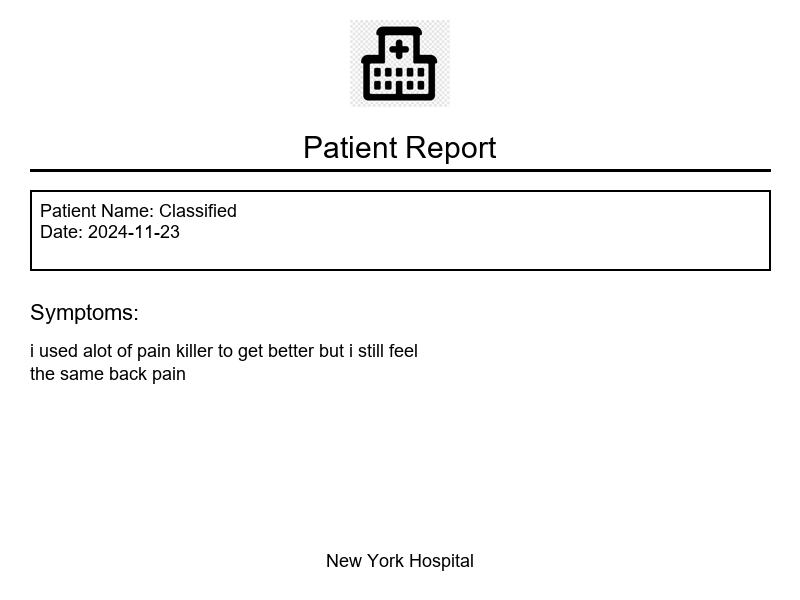 Patient Report
Patient Name: Classified
Date: 2024-11-23
Symptoms:
i used alot of pain killer to get better but i still feel
the same back pain
New York Hospital